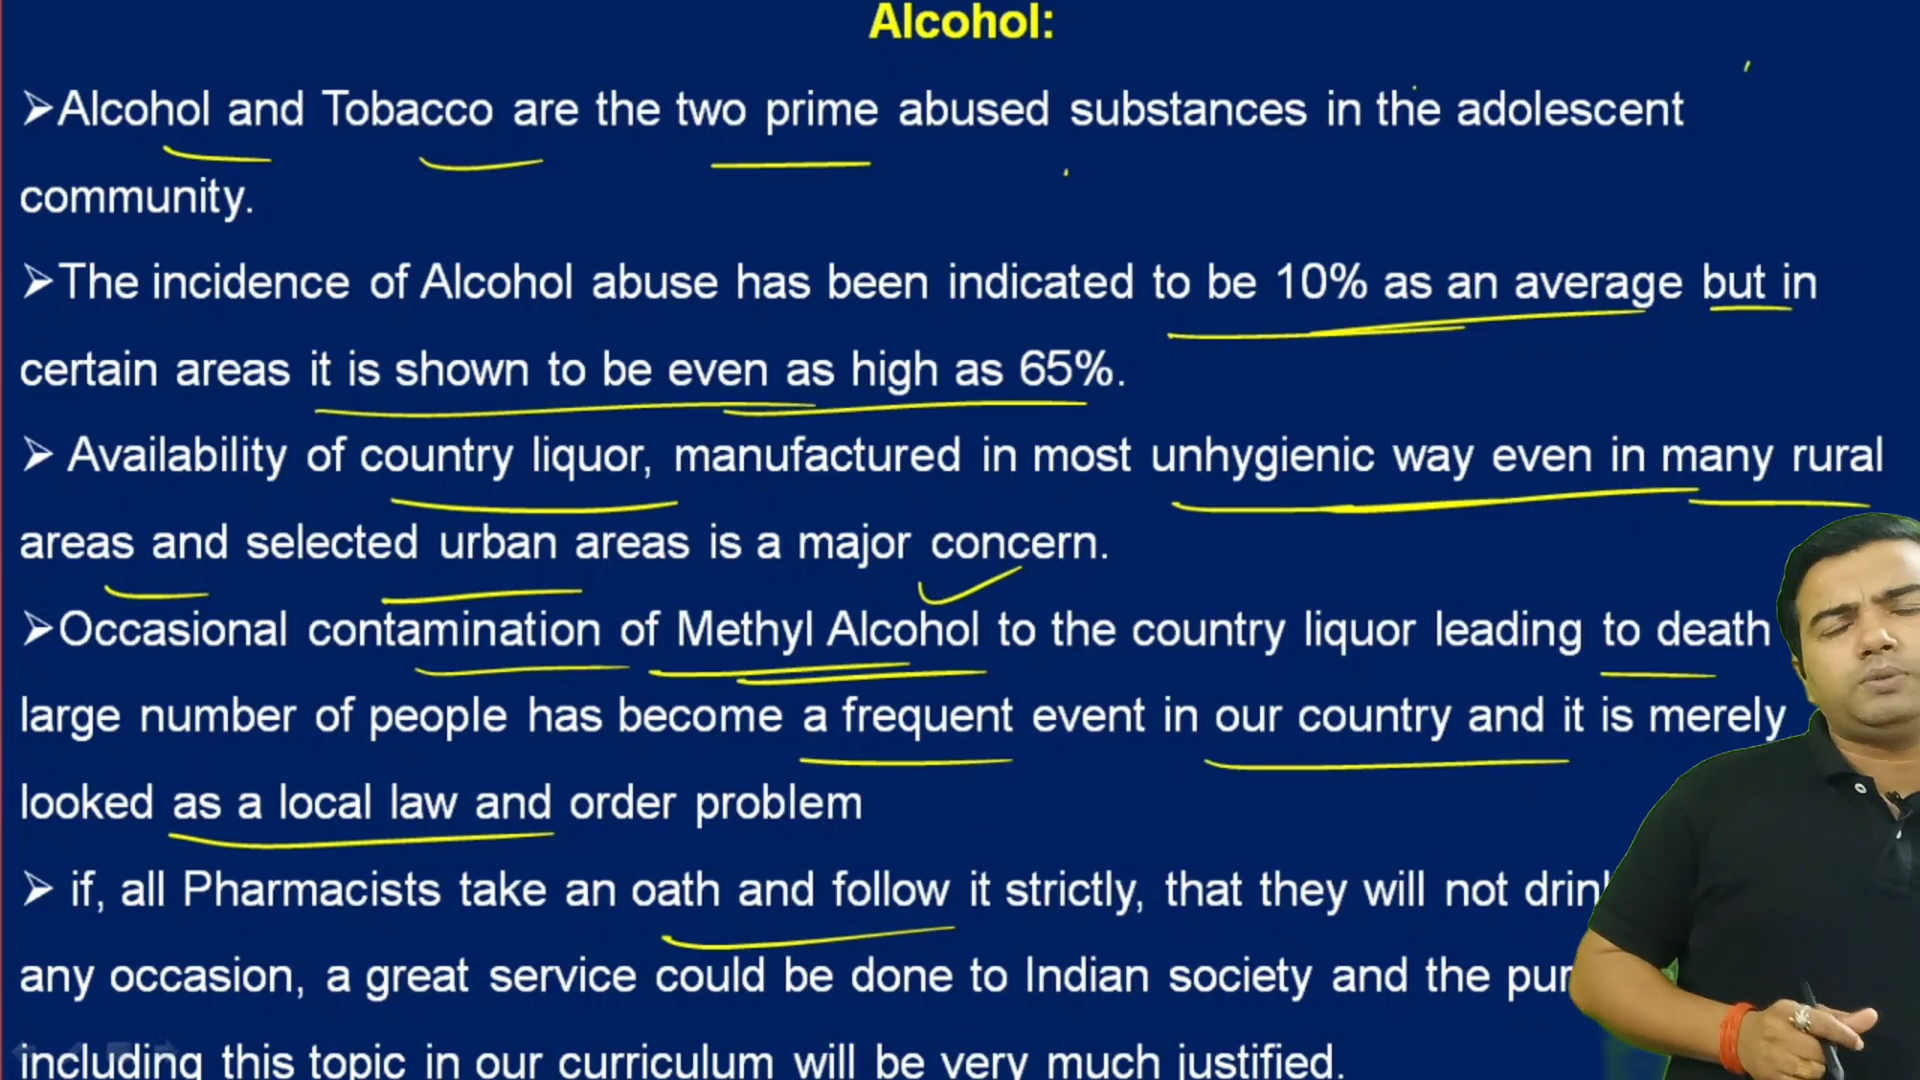 Alcohol:
➢Alcohol and Tobacco are the two prime abused substances in the adolescent
community.
➢The incidence of Alcohol abuse has been indicated to be 10% as an average but in
certain areas it is shown to be even as high as 65%.
➢ Availability of country liquor, manufactured in most unhygienic way even in many rural
areas and selected urban areas is a major concern.
➢Occasional contamination of Methyl Alcohol to the country liquor leading to death
large number of people has become a frequent event in our country and it is merely
looked as a local law and order problem
➢ if, all Pharmacists take an oath and follow it strictly, that they will not
any occasion, a great service could be done to Indian society and the
including this topic in our curriculum will be very much justified.